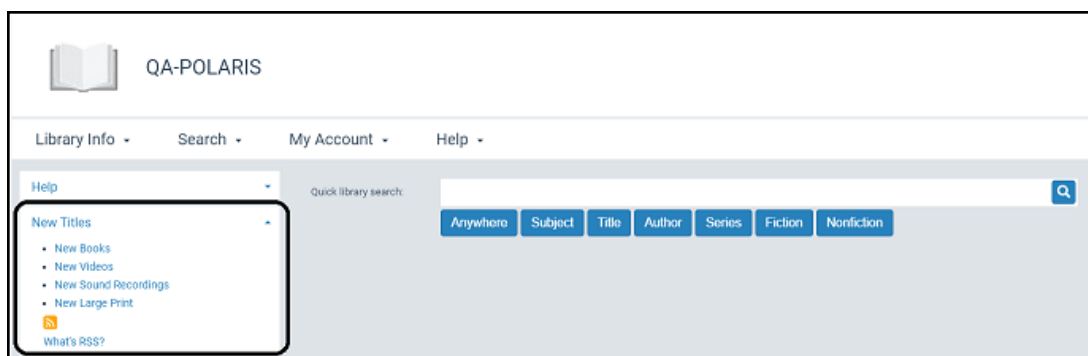 QA-POLARIS
Library Info Search My Account Help
Help
New Titles
New Books
New Videos
New Sound Recordings
New Large Print
What's RSS?
Quick library search:
Anywhere Subject Title Author Series Fiction Nonfiction